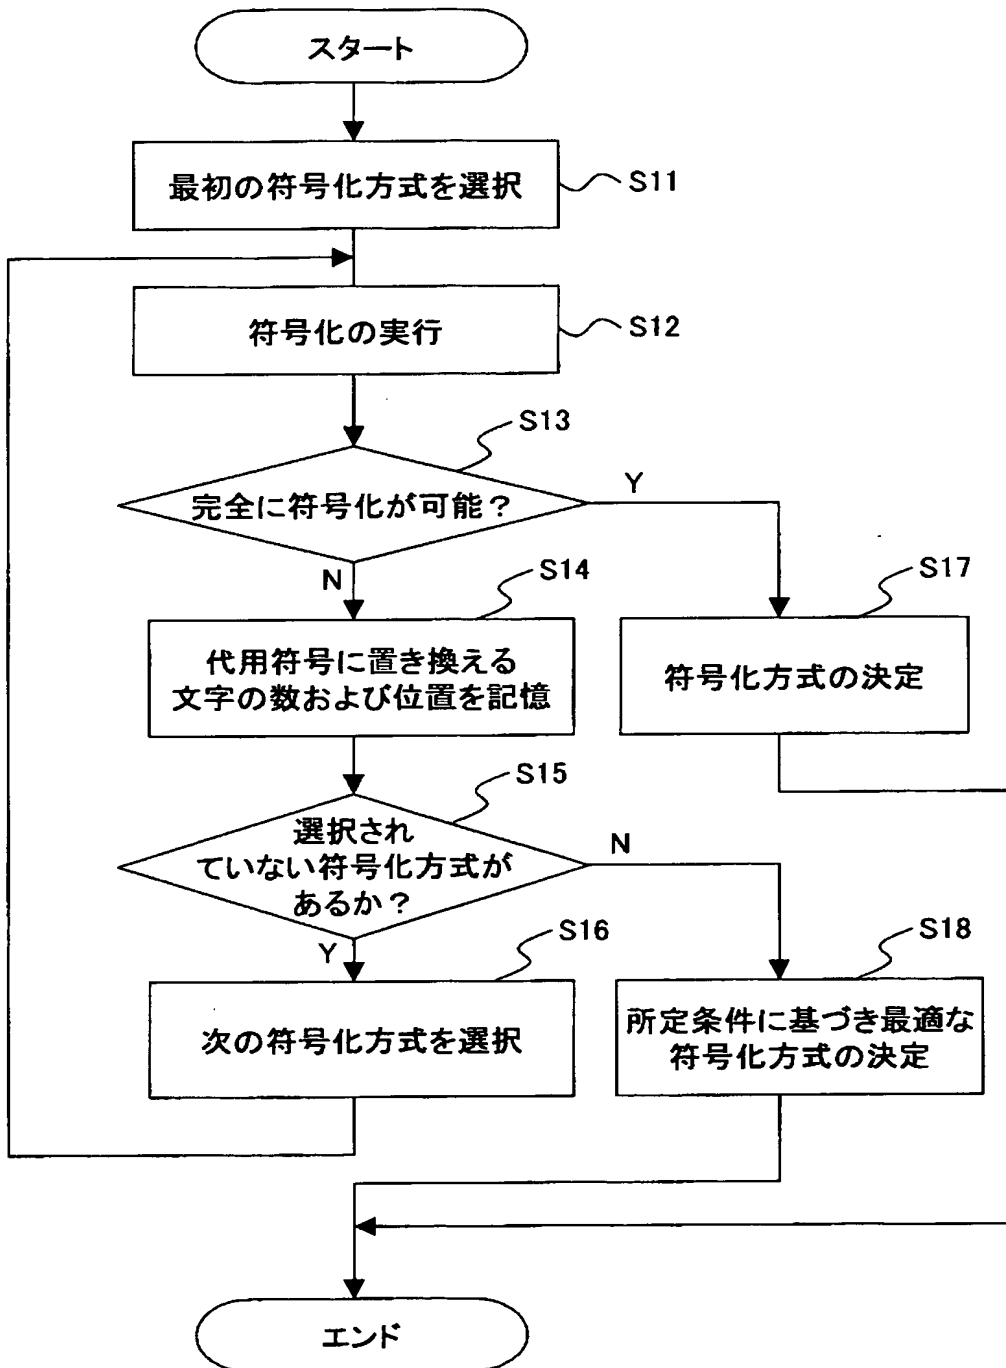 スタート
最初の符号化方式を選択
S11
符号化の実行
S12
S13
完全に符号化が可能?
Y
N
S14
代用符号に置き換える
文字の数および位置を記憶
S17
符号化方式の決定
S15
選択され
ていない符号化方式が
あるか?
N
Y
S16
次の符号化方式を選択
S18
所定条件に基づき最適な
符号化方式の決定
エンド